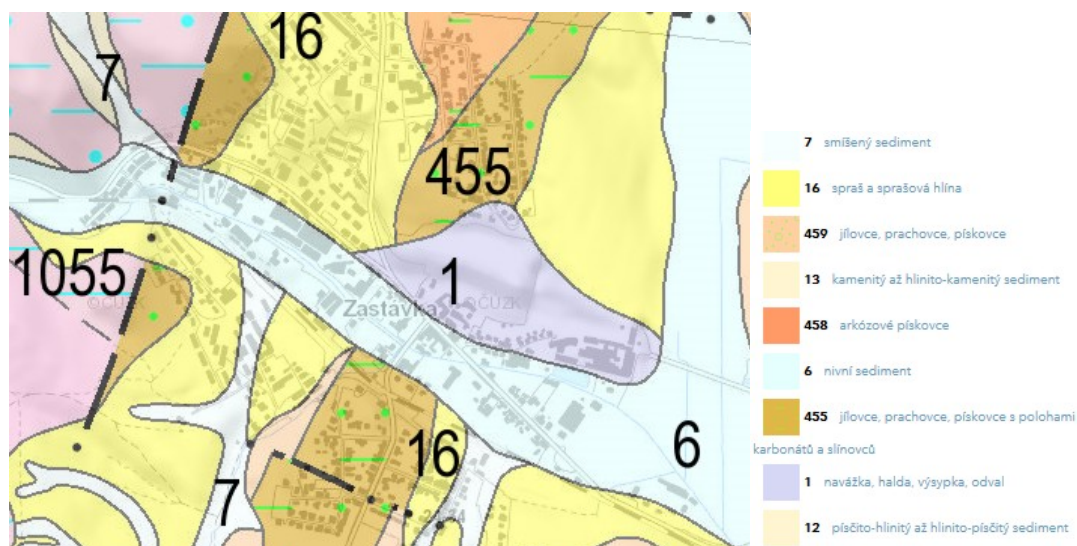 16
7
455
1055
©ČÚZK
1
©ČÚZK
Zastávka
16
6
7
7 smíšený sediment
16 spraš a sprašová hlína
459 jílovce, prachovce, pískovce
13 kamenitý až hlinito-kamenitý sediment
458 arkózové pískovce
6 nivní sediment
455 jílovce, prachovce, pískovce s polohami
karbonátů a slínovců
1 navážka, halda, výsypka, odval
12 písčito-hlinitý až hlinito-písčitý sediment